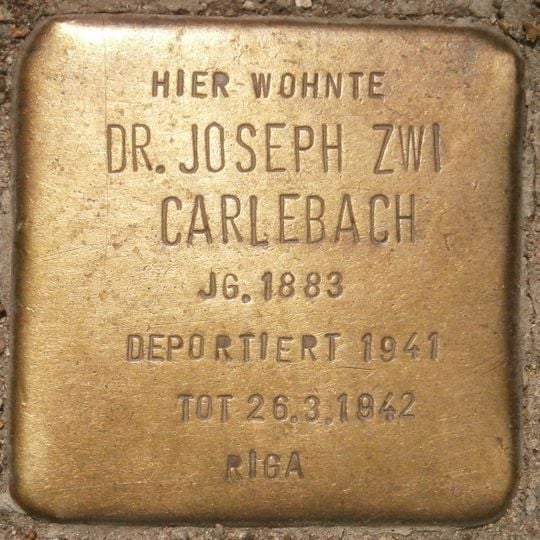 HIER WOHNTE
DR. JOSEPH ZWI
CARLEBACH
JG. 1883
DEPORTIERT 1941
TOT 26.3.1942
RIGA